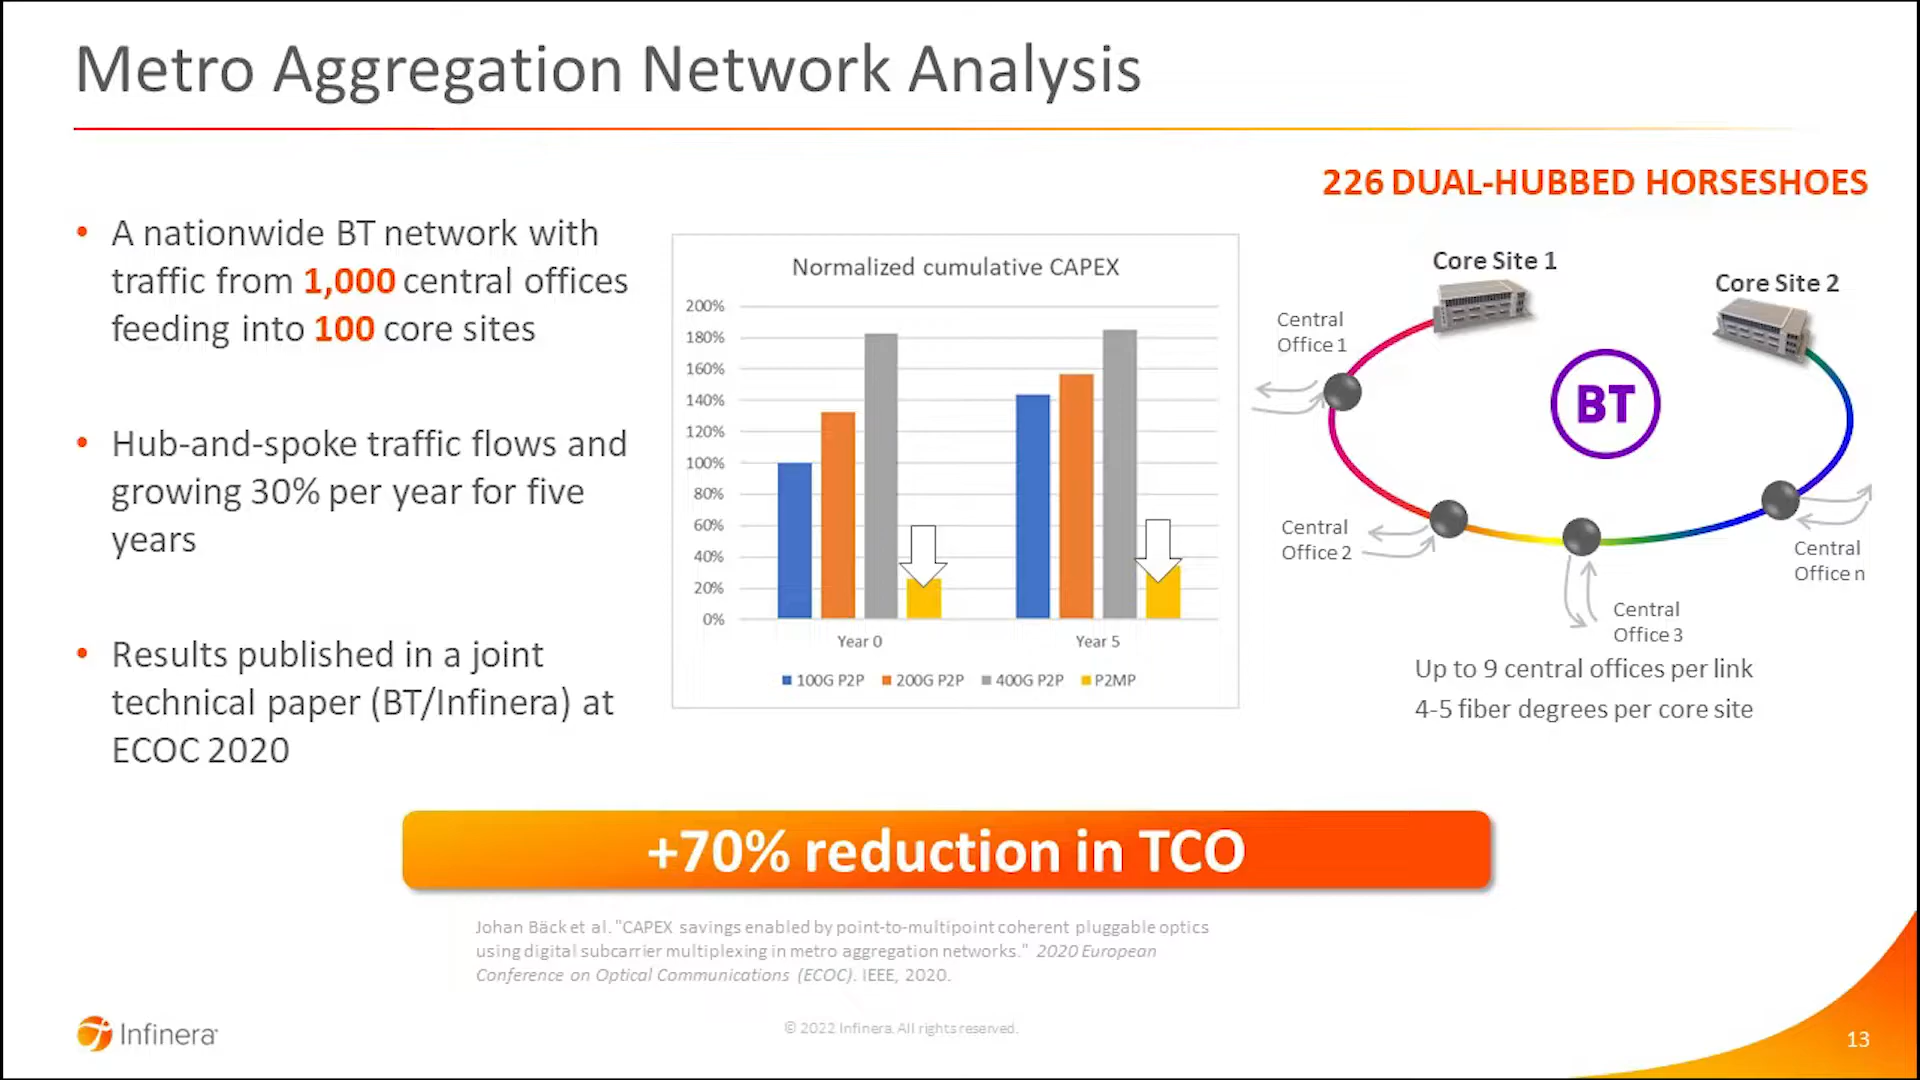 Metro Aggregation Network Analysis
• A nationwide BT network with
traffic from 1,000 central offices
feeding into 100 core sites
• Hub-and-spoke traffic flows and
growing 30% per year for five
years
• Results published in a joint
technical paper (BT/Infinera) at
ECOC 2020
Normalized cumulative CAPEX
200%
180%
160%
140%
120%
100%
80%
60%
40%
20%
0%
Year 0 Year 5
100G P2P 200G P2P 400G P2P P2MP
226 DUAL-HUBBED HORSESHOES
Core Site 1
Core Site 2
Central
Office 1
BT
Central
Office 2
Central
Office n
Central
Office 3
Up to 9 central offices per link
4-5 fiber degrees per core site
+70% reduction in TCO
Johan Bäck et al. "CAPEX savings enabled by point-to-multipoint coherent pluggable optics
using digital subcarrier multiplexing in metro aggregation networks." 2020 European
Conference on Optical Communications (ECOC). IEEE, 2020.
Infinera
© 2022 Infinera. All rights reserved.
13